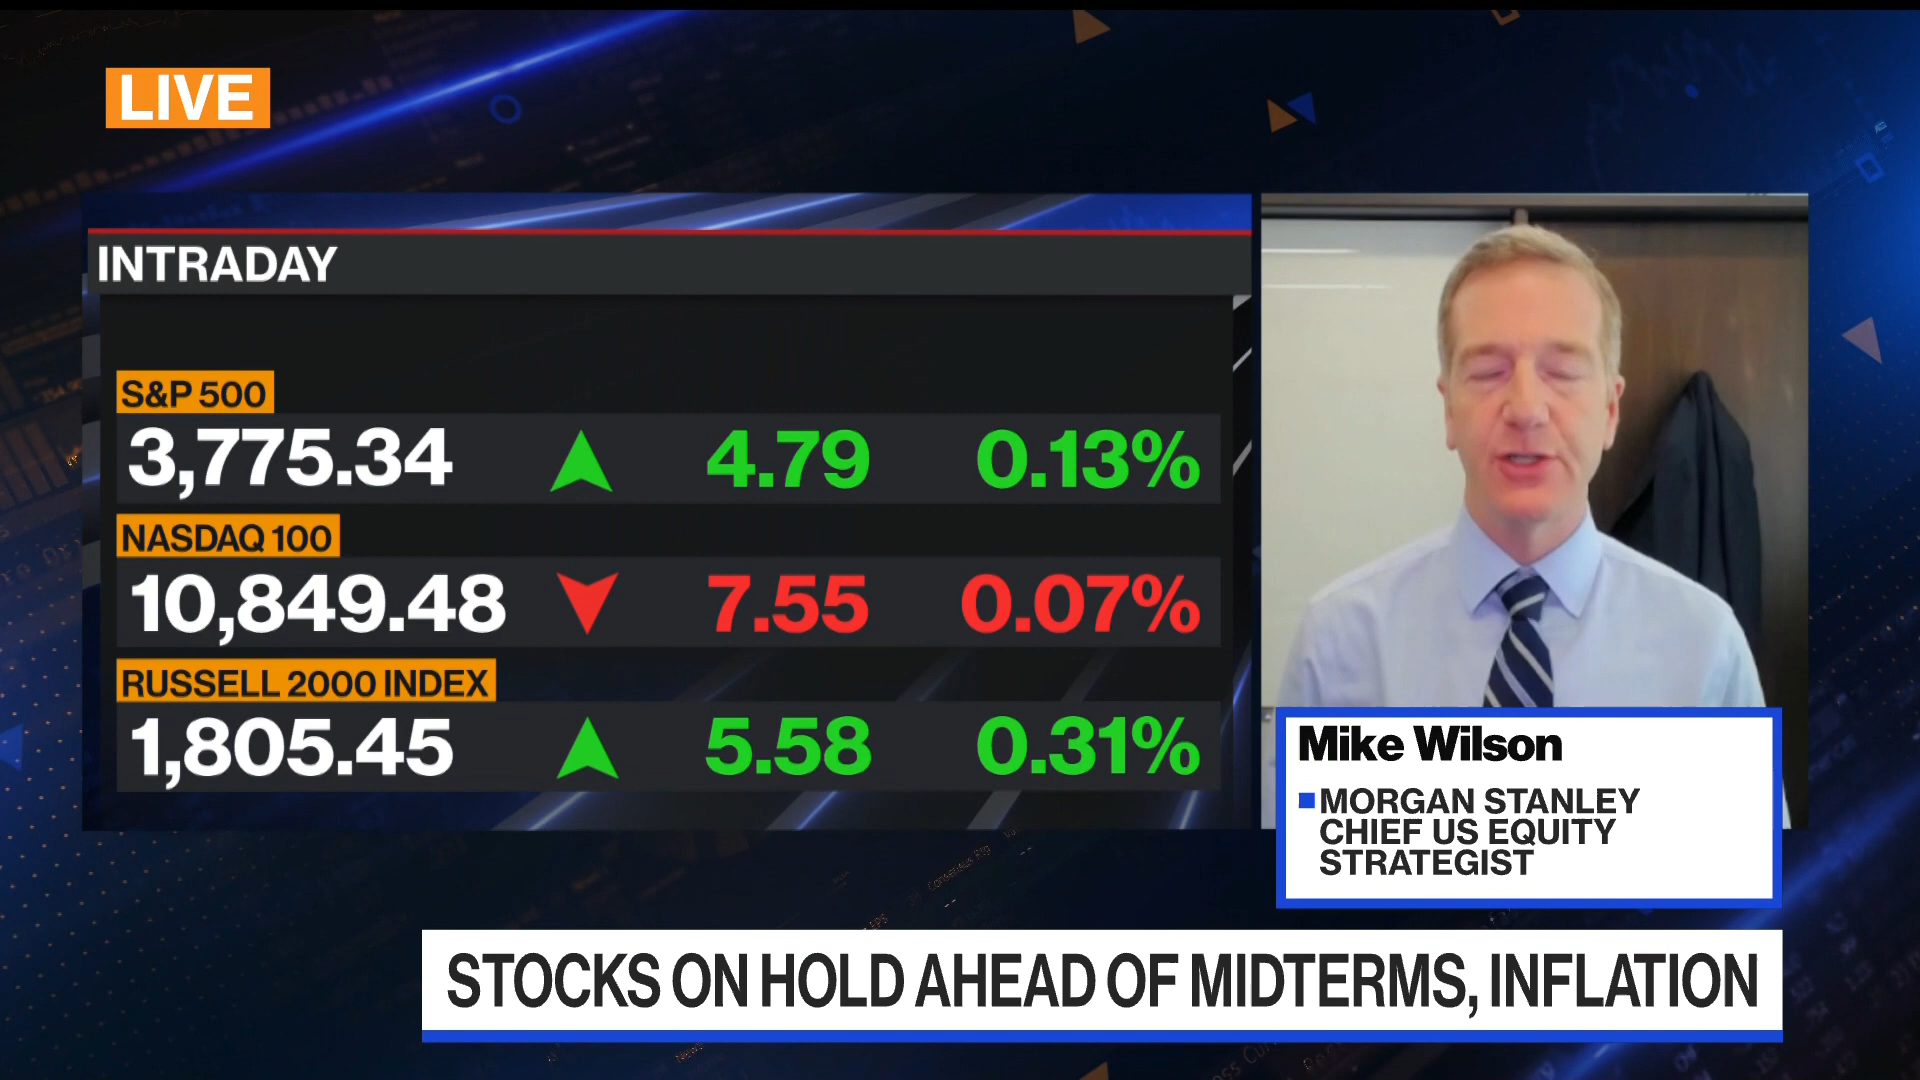 LIVE
INTRADAY
S&P 500
3,775.34 ▲ 4.79 0.13%
NASDAQ 100
10,849.48 ▼ 7.55 0.07%
RUSSELL 2000 INDEX
1,805.45 ▲ 5.58 0.31%
Mike Wilson
MORGAN STANLEY
CHIEF US EQUITY
STRATEGIST
STOCKS ON HOLD AHEAD OF MIDTERMS, INFLATION